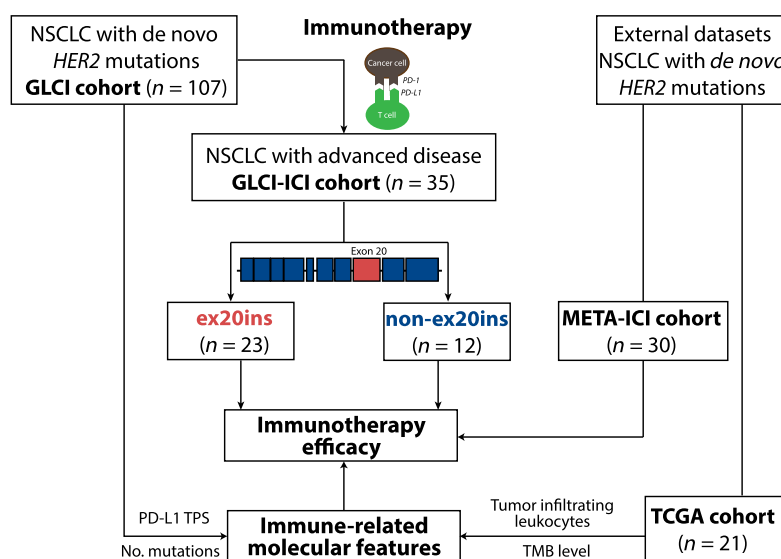 NSCLC with de novo
HER2 mutations
GLCI cohort (n = 107)
Immunotherapy
Cancer cell
PD-1
PD-L1
T cell
External datasets
NSCLC with de novo
HER2 mutations
NSCLC with advanced disease
GLCI-ICI cohort (n = 35)
Exon 20
ex20ins
(n = 23)
non-ex20ins
(n = 12)
META-ICI cohort
(n = 30)
Immunotherapy
efficacy
PD-L1 TPS
No. mutations
Immune-related
molecular features
Tumor infiltrating
leukocytes
TMB level
TCGA cohort
(n = 21)